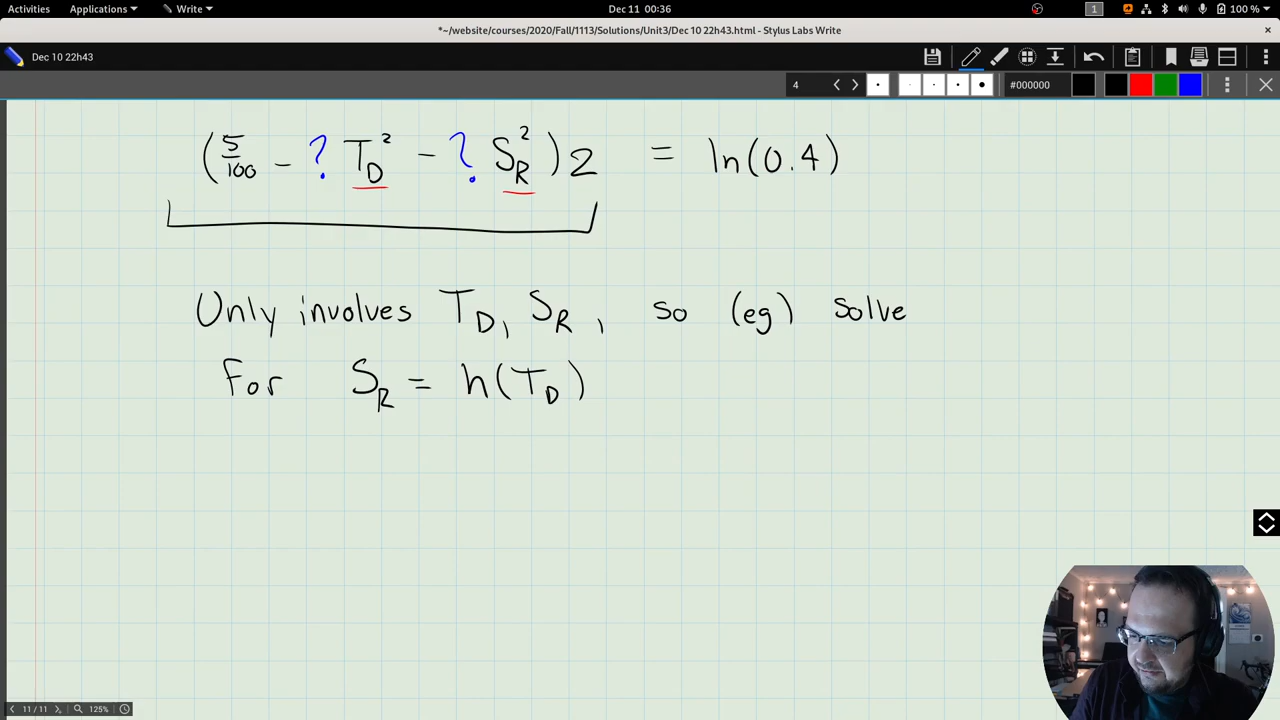 Activities Applications Write Dec 11 00:36 1 100 %
*~/website/courses/2020/Fall/1113/Solutions/Unit3/Dec 10 22h43.html - Stylus Labs Write
Dec 10 22h43
4 #000000
(5/100 - ? T_D^2 - ? S_R^2) 2 = ln(0.4)
Only involves T_D, S_R, so (eg) solve
for S_R = h(T_D)
11 / 11 125%